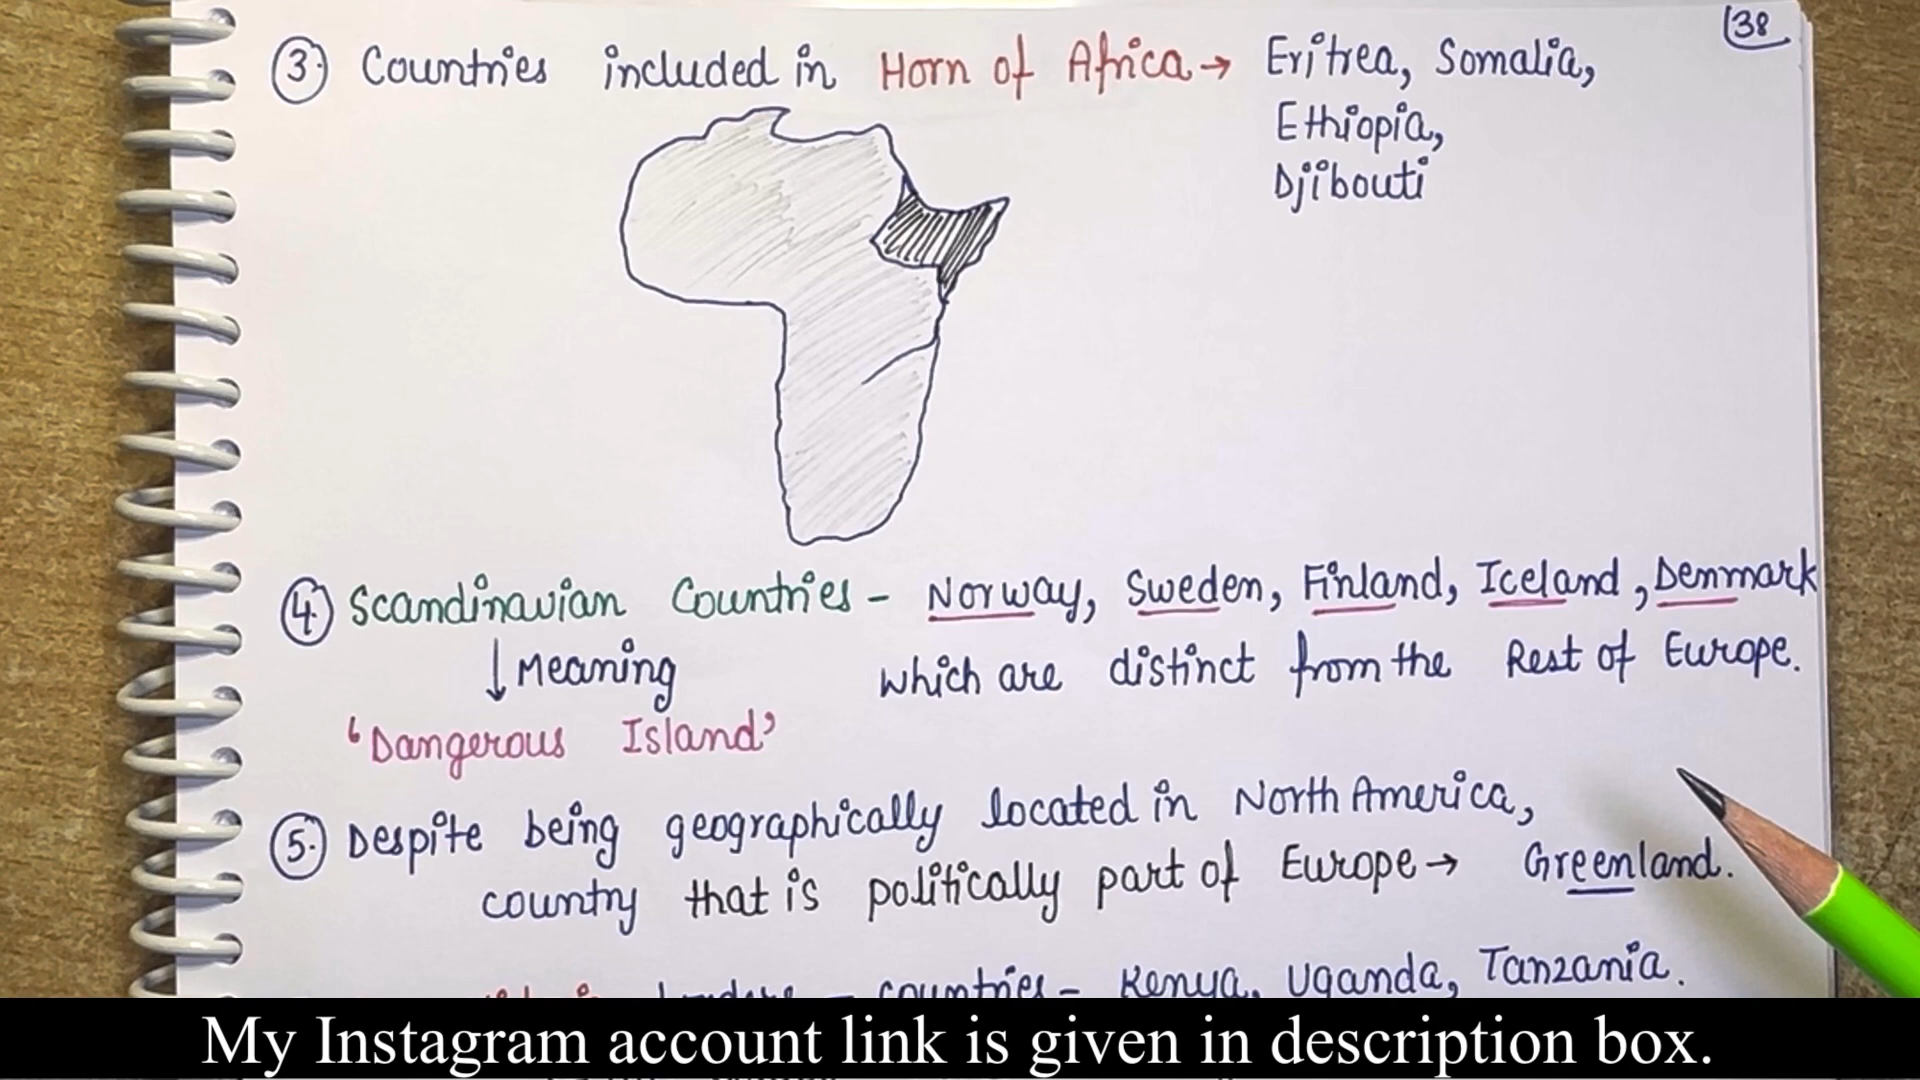 38
3. Countries included in Horn of Africa → Eritrea, Somalia,
Ethiopia,
Djibouti
4. Scandinavian Countries - Norway, Sweden, Finland, Iceland, Denmark
↓ Meaning which are distinct from the Rest of Europe.
'Dangerous Island'
5. Despite being geographically located in North America,
country that is politically part of Europe → Greenland.
countries - Kenya, Uganda, Tanzania.
My Instagram account link is given in description box.